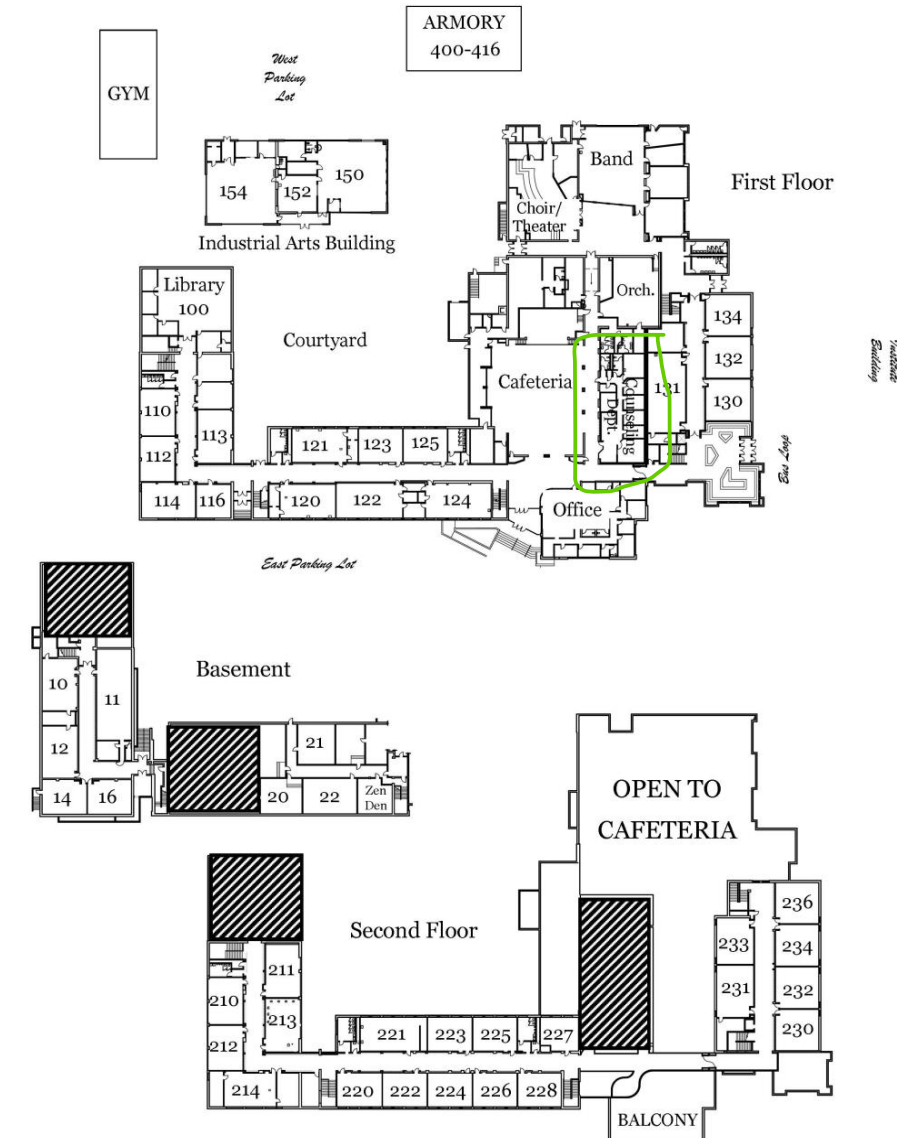 ARMORY
400-416
GYM
West
Parking
Lot
154
152
150
Industrial Arts Building
Band
Choir/
Theater
First Floor
Library
100
Orch.
Courtyard
134
132
130
131
Cafeteria
Counseling
Dept.
110
112
113
121
123
125
114
116
120
122
124
Office
Bus Loop
Institute
Building
East Parking Lot
Basement
10
11
12
14
16
21
20
22
Zen
Den
OPEN TO
CAFETERIA
Second Floor
236
234
232
230
233
231
211
210
213
212
214
221
223
225
227
220
222
224
226
228
BALCONY